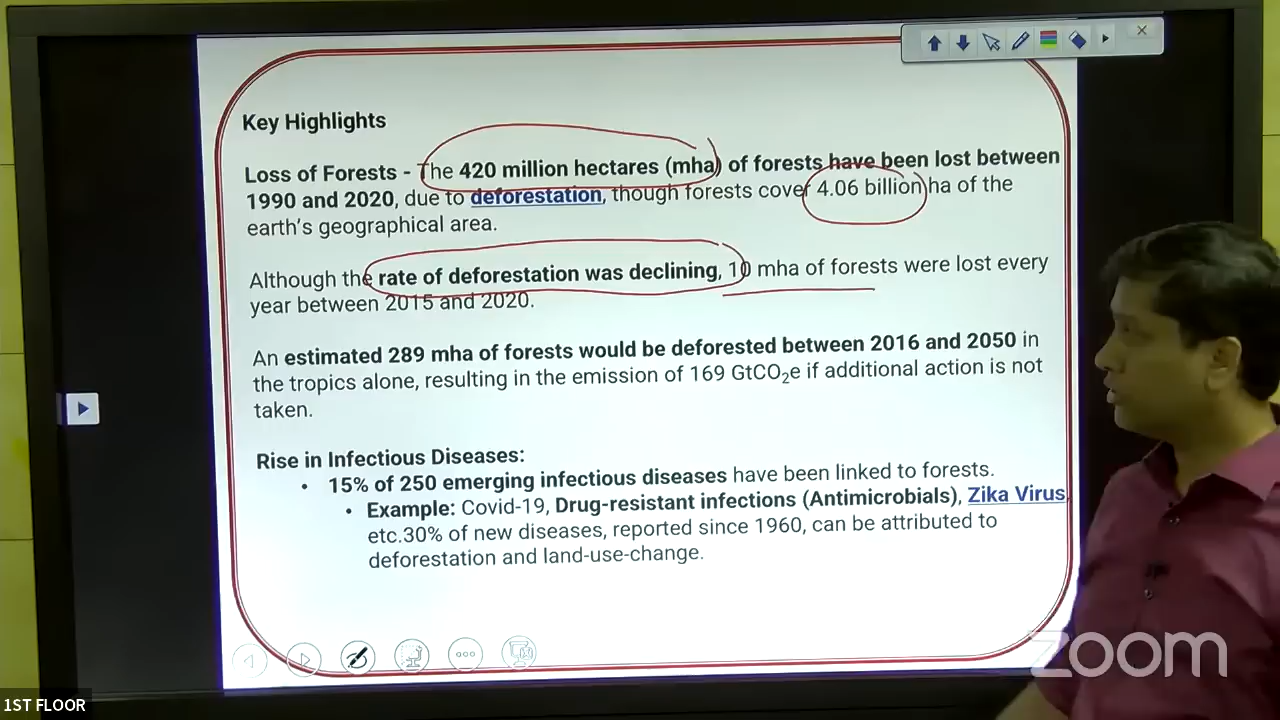 Key Highlights
Loss of Forests - The 420 million hectares (mha) of forests have been lost between
1990 and 2020, due to deforestation, though forests cover 4.06 billion ha of the
earth's geographical area.
Although the rate of deforestation was declining, 10 mha of forests were lost every
year between 2015 and 2020.
An estimated 289 mha of forests would be deforested between 2016 and 2050 in
the tropics alone, resulting in the emission of 169 GtCO₂e if additional action is not
taken.
Rise in Infectious Diseases:
• 15% of 250 emerging infectious diseases have been linked to forests.
• Example: Covid-19, Drug-resistant infections (Antimicrobials), Zika Virus,
etc.30% of new diseases, reported since 1960, can be attributed to
deforestation and land-use-change.
zoom
1ST FLOOR